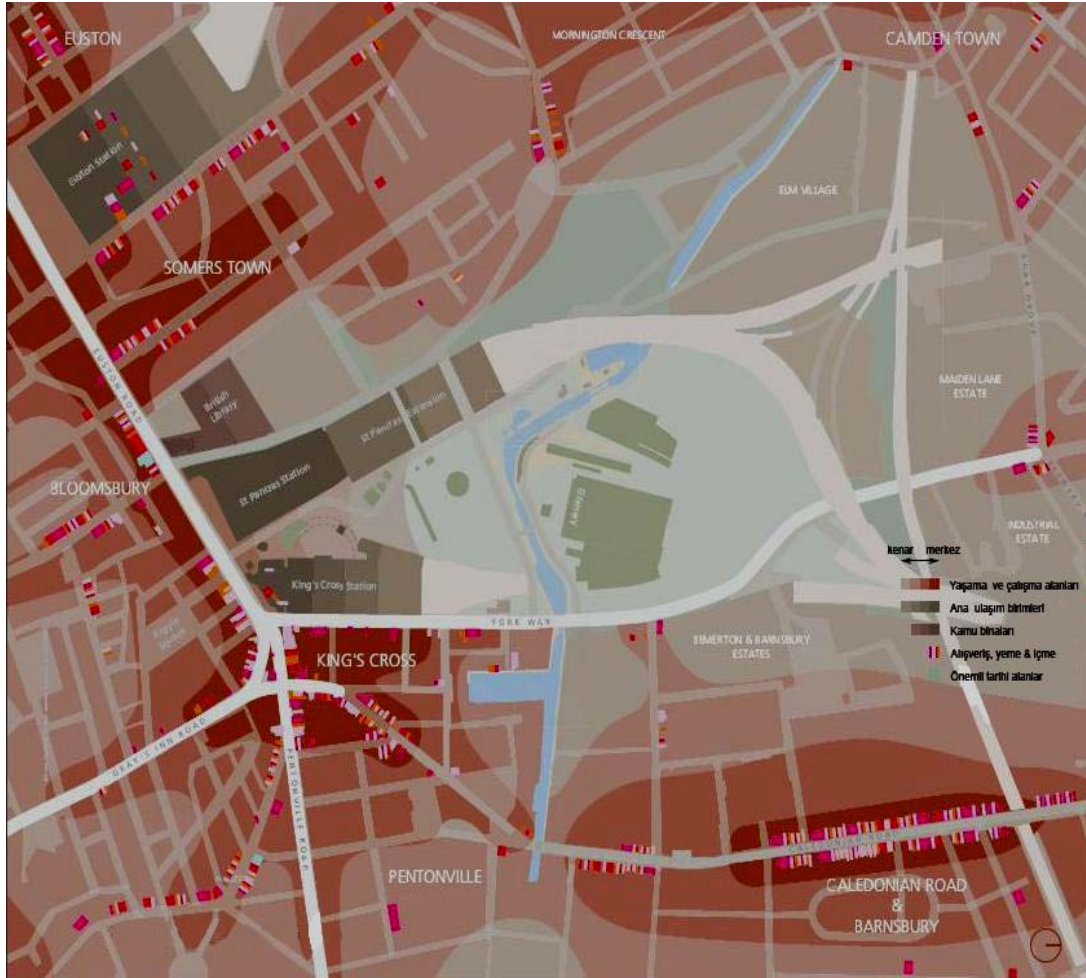 EUSTON
MORNINGTON CRESCENT
CAMDEN TOWN
Euston Station
ELM VILLAGE
SOMERS TOWN
EUSTON ROAD
British
Library
St Pancras Extension
MAIDEN LANE
ESTATE
St Pancras Station
BLOOMSBURY
INDUSTRIAL
ESTATE
King's Cross Station
YORK WAY
KING'S CROSS
BEMERTON & BARNSBURY
ESTATES
kenar merkez
Yaşama ve çalışma alanları
Ana ulaşım birimleri
Kamu binaları
Alışveriş, yeme & içme
Önemli tarihi alanlar
GRAY'S INN ROAD
PENTONVILLE ROAD
CALEDONIAN ROAD
PENTONVILLE
CALEDONIAN ROAD
&
BARNSBURY